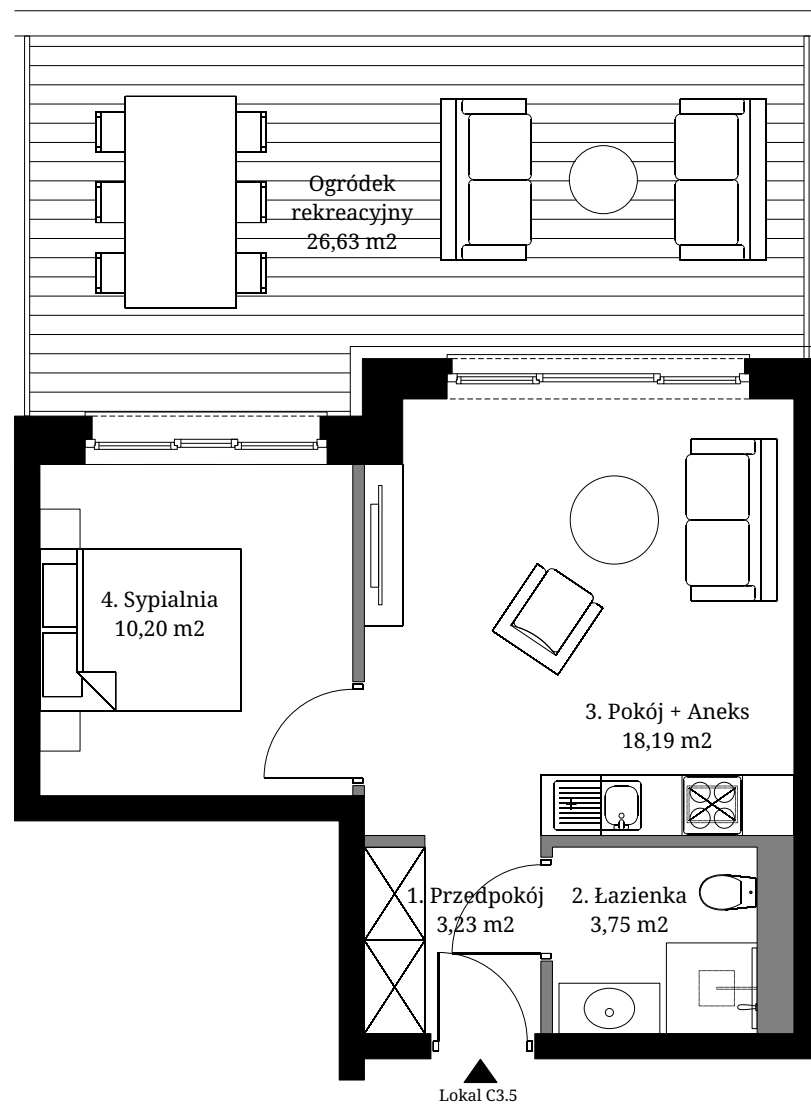 Ogródek
rekreacyjny
26,63 m2
4. Sypialnia
10,20 m2
3. Pokój + Aneks
18,19 m2
1. Przedpokój
3,23 m2
2. Łazienka
3,75 m2
Lokal C3.5